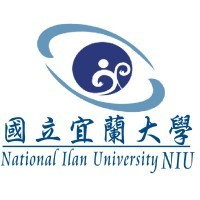 國立宜蘭大學
National Ilan University NIU